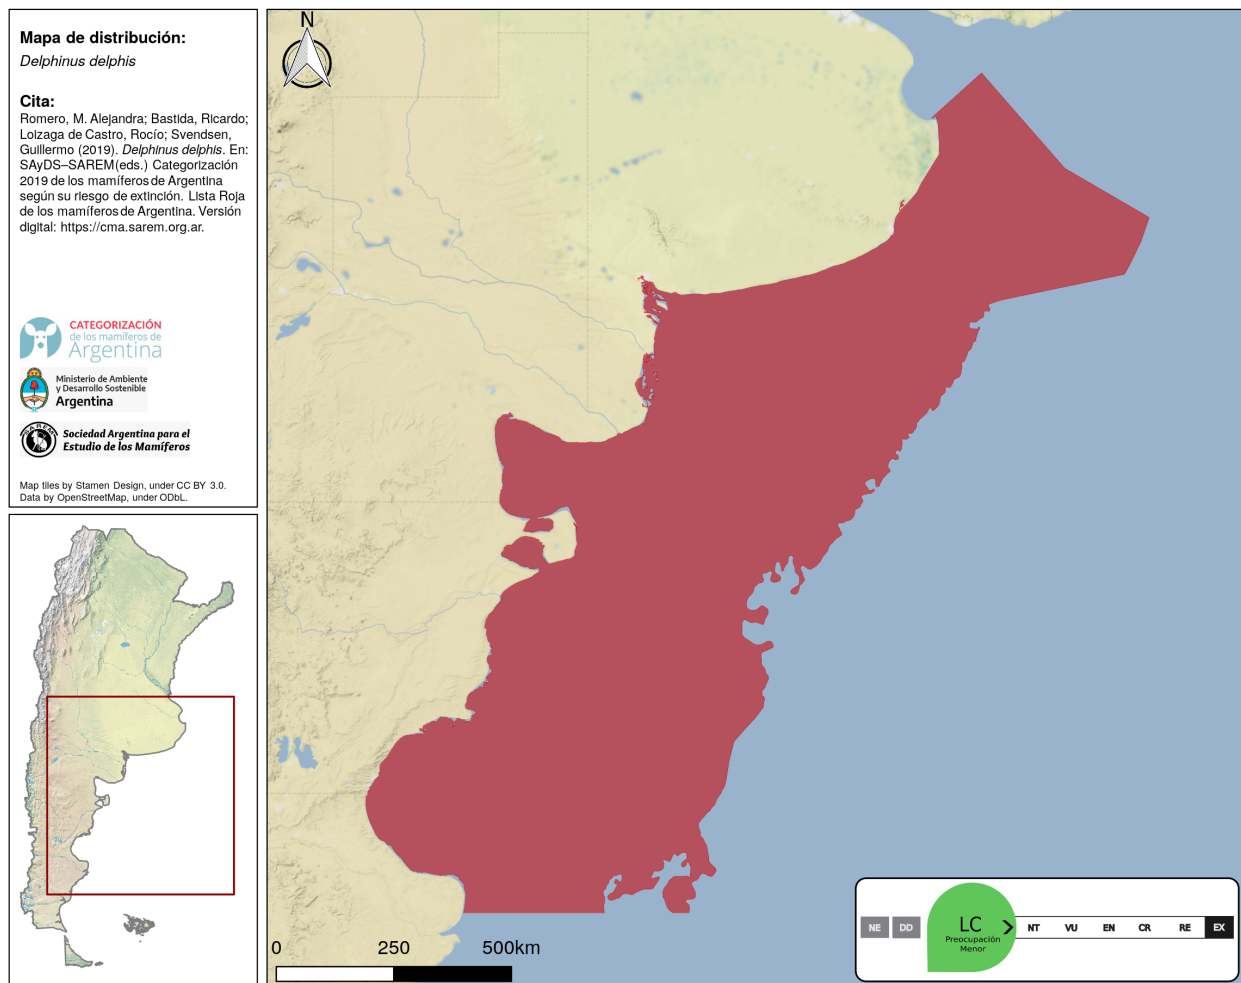 Mapa de distribución:
Delphinus delphis
Cita:
Romero, M. Alejandra; Bastida, Ricardo;
Loizaga de Castro, Rocío; Svendsen,
Guillermo (2019). Delphinus delphis. En:
SAyDS–SAREM(eds.) Categorización
2019 de los mamíferos de Argentina
según su riesgo de extinción. Lista Roja
de los mamíferos de Argentina. Versión
digital: https://cma.sarem.org.ar.
CATEGORIZACIÓN
de los mamíferos de
Argentina
Ministerio de Ambiente
y Desarrollo Sostenible
Argentina
SAREM
Sociedad Argentina para el
Estudio de los Mamíferos
Map tiles by Stamen Design, under CC BY 3.0.
Data by OpenStreetMap, under ODbL.
N
0 250 500km
NE DD LC NT VU EN CR RE EX
Preocupación
Menor